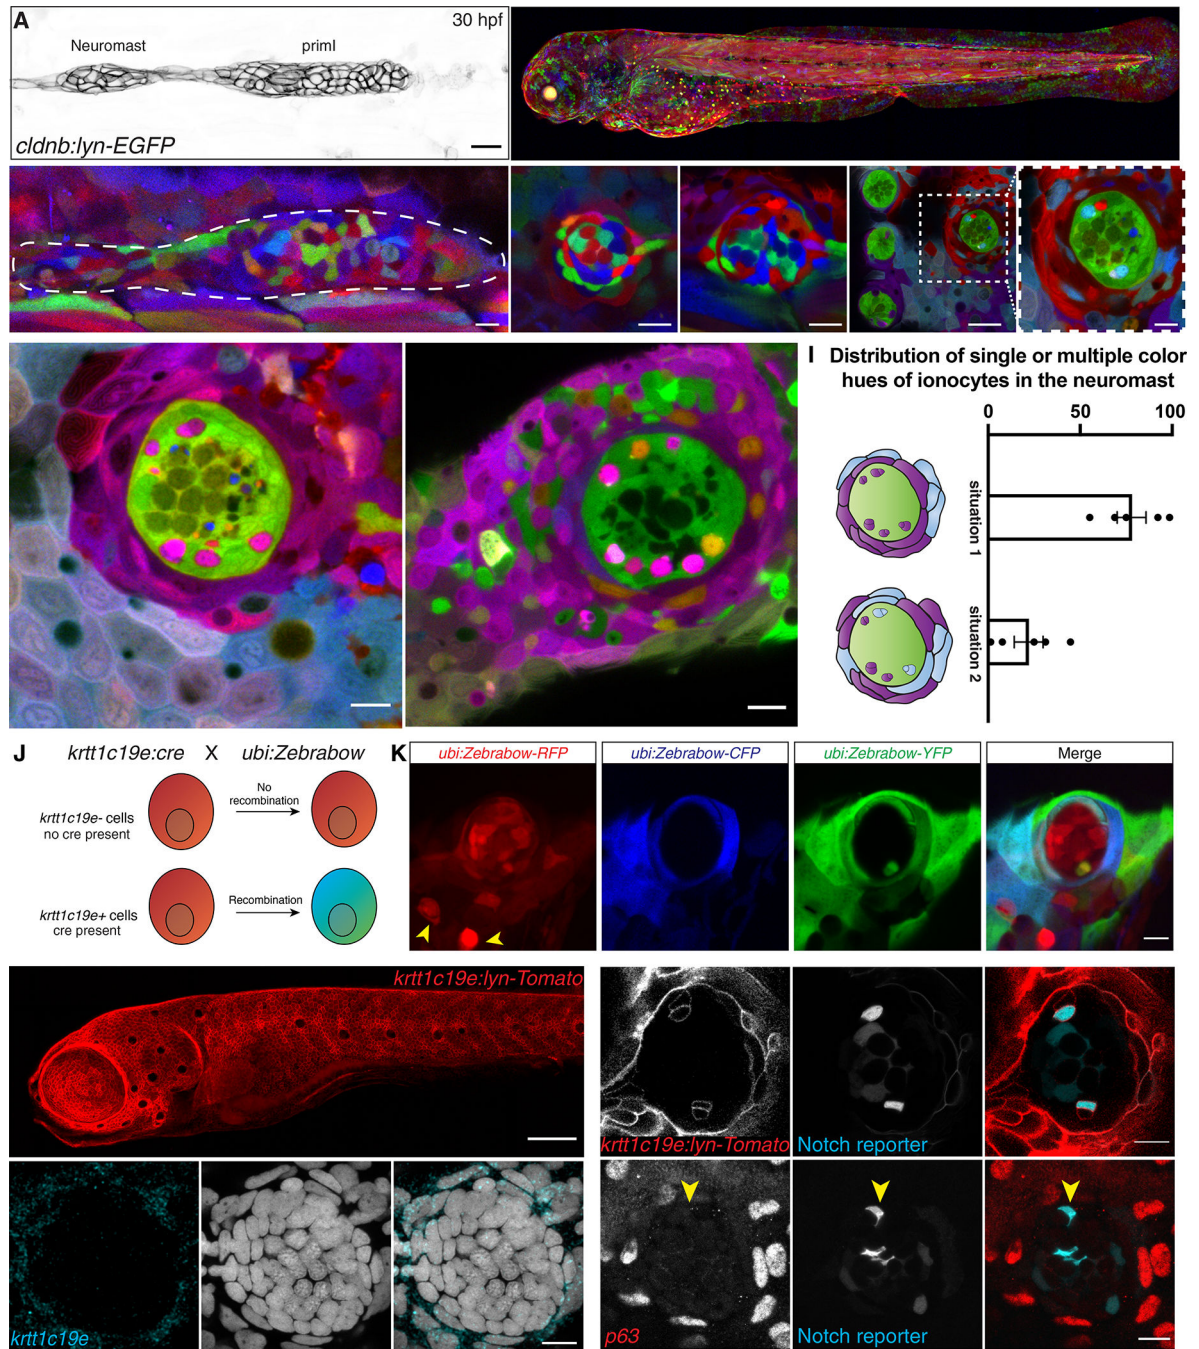 A
30 hpf
Neuromast
primI
cldnb:lyn-EGFP
I
Distribution of single or multiple color
hues of ionocytes in the neuromast
0
50
100
situation 1
situation 2
J
krtt1c19e:cre X ubi:Zebrabow
No
recombination
krtt1c19e- cells
no cre present
Recombination
krtt1c19e+ cells
cre present
K
ubi:Zebrabow-RFP
ubi:Zebrabow-CFP
ubi:Zebrabow-YFP
Merge
krtt1c19e:lyn-Tomato
krtt1c19e:lyn-Tomato
Notch reporter
krtt1c19e
p63
Notch reporter